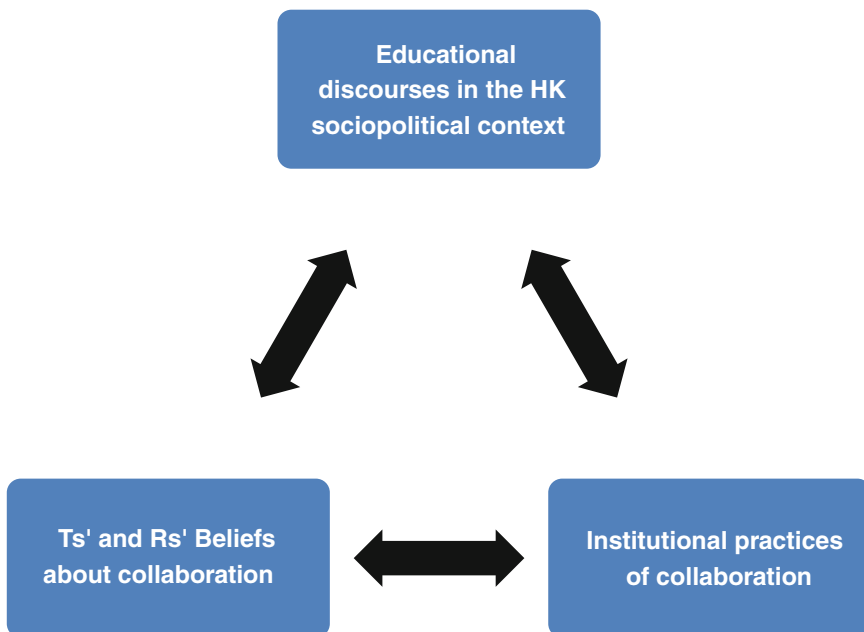 Educational
discourses in the HK
sociopolitical context
Ts' and Rs' Beliefs
about collaboration
Institutional practices
of collaboration